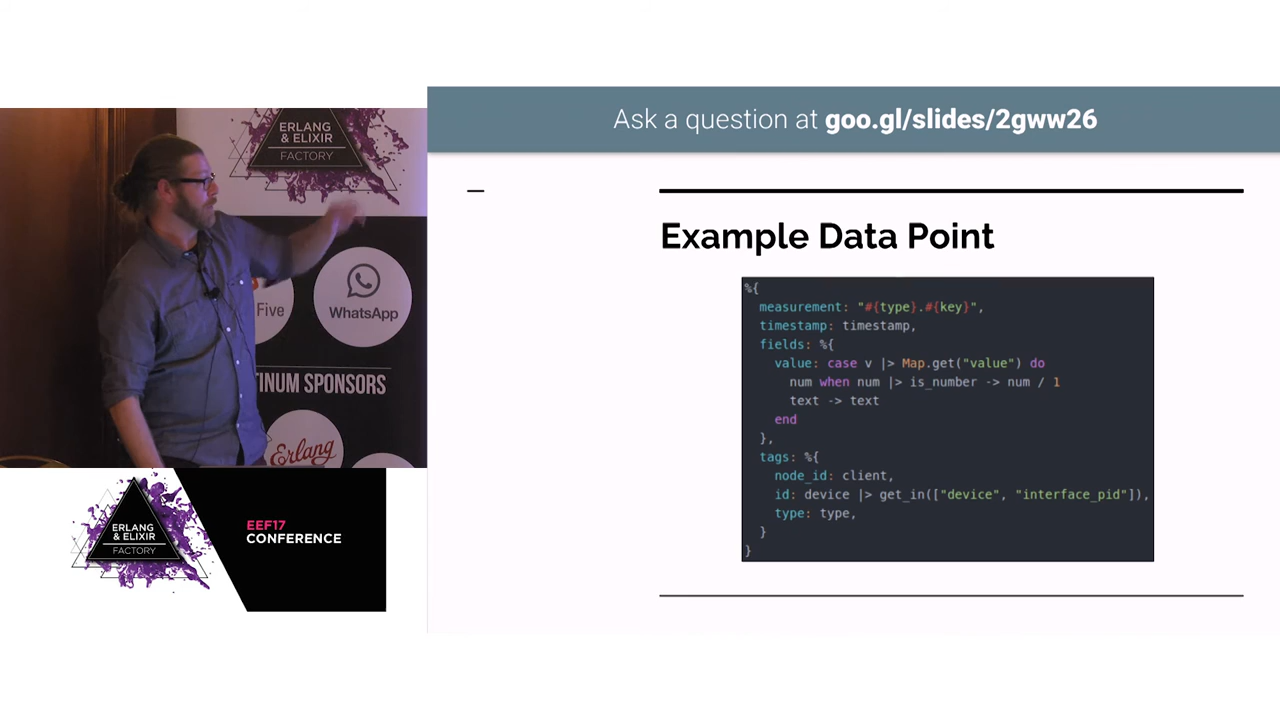 ERLANG
& ELIXIR
FACTORY
Five
WhatsApp
TINUM SPONSORS
Erlang
ERLANG
& ELIXIR
FACTORY
EEF17
CONFERENCE
Ask a question at goo.gl/slides/2gww26
Example Data Point
%{
measurement: "#{type}.#{key}",
timestamp: timestamp,
fields: %{
value: case v |> Map.get("value") do
num when num |> is_number -> num / 1
text -> text
end
},
tags: %{
node_id: client,
id: device |> get_in(["device", "interface_pid"]),
type: type,
}
}